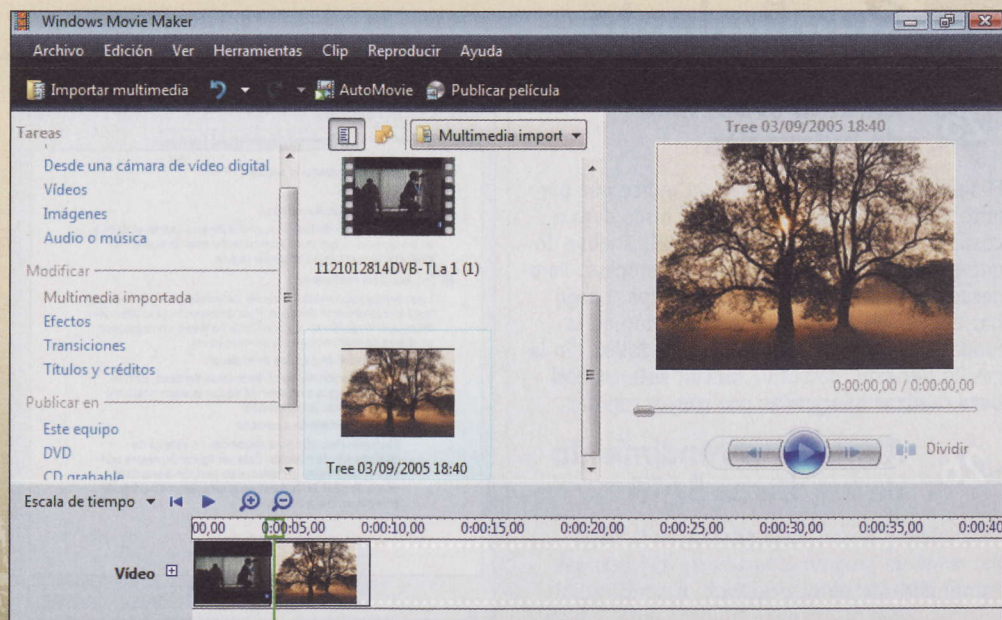 Windows Movie Maker
Archivo Edición Ver Herramientas Clip Reproducir Ayuda
Importar multimedia AutoMovie Publicar película
Tareas
Desde una cámara de vídeo digital
Vídeos
Imágenes
Audio o música
Modificar
Multimedia importada
Efectos
Transiciones
Títulos y créditos
Publicar en
Este equipo
DVD
CD grabable
Multimedia import
1121012814DVB-TLa 1 (1)
Tree 03/09/2005 18:40
Tree 03/09/2005 18:40
0:00:00,00 / 0:00:00,00
Dividir
Escala de tiempo
00,00 0:00:05,00 0:00:10,00 0:00:15,00 0:00:20,00 0:00:25,00 0:00:30,00 0:00:35,00 0:00:40
Vídeo